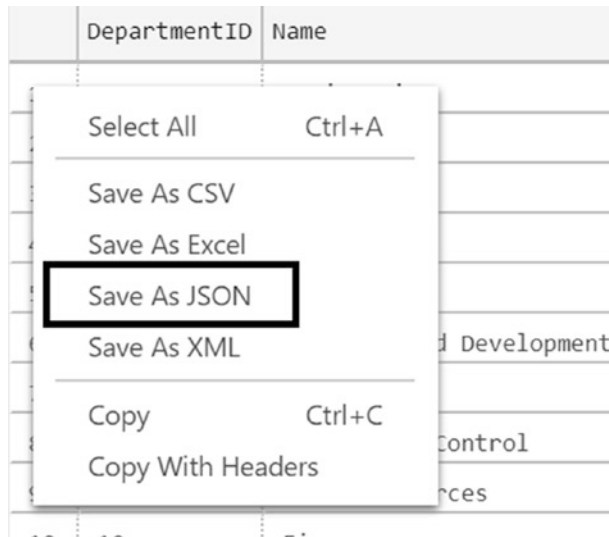 DepartmentID Name
Select All Ctrl+A
Save As CSV
Save As Excel
Save As JSON
Save As XML
d Development
Copy Ctrl+C
Control
Copy With Headers
rces